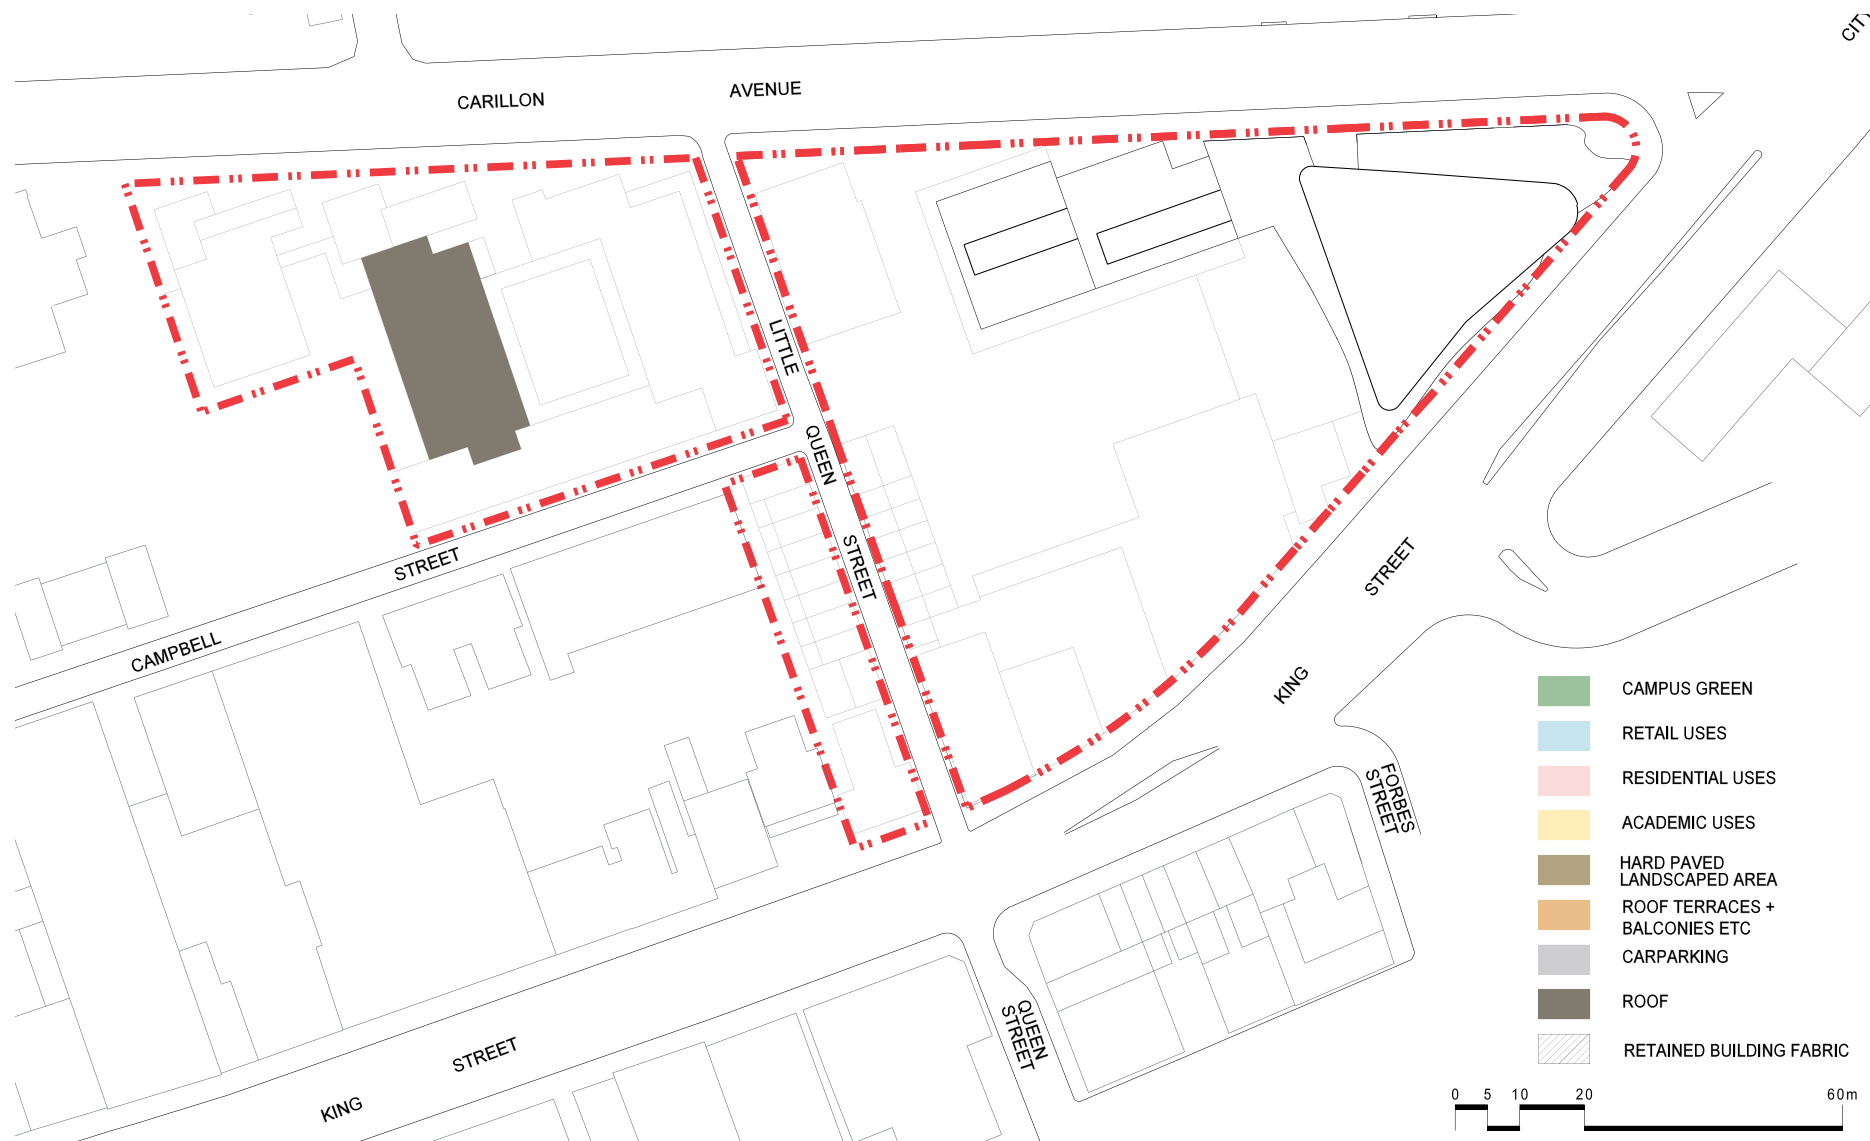 CIT
CARILLON
AVENUE
LITTLE
QUEEN
STREET
STREET
CAMPBELL
STREET
KING
FORBES
STREET
QUEEN
STREET
STREET
KING
CAMPUS GREEN
RETAIL USES
RESIDENTIAL USES
ACADEMIC USES
HARD PAVED
LANDSCAPED AREA
ROOF TERRACES +
BALCONIES ETC
CARPARKING
ROOF
RETAINED BUILDING FABRIC
0 5 10 20 60m